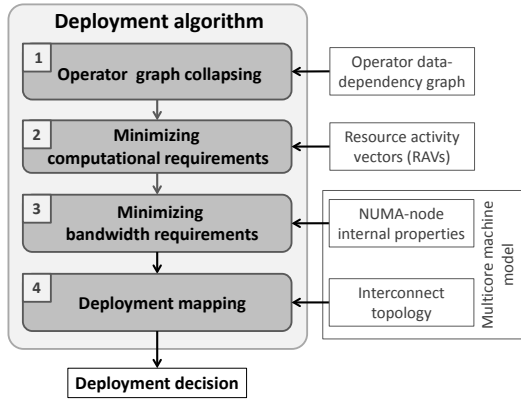 Deployment algorithm
1
Operator graph collapsing
Operator data-
dependency graph
2
Minimizing
computational requirements
Resource activity
vectors (RAVs)
3
Minimizing
bandwidth requirements
NUMA-node
internal properties
4
Deployment mapping
Interconnect
topology
Multicore machine
model
Deployment decision